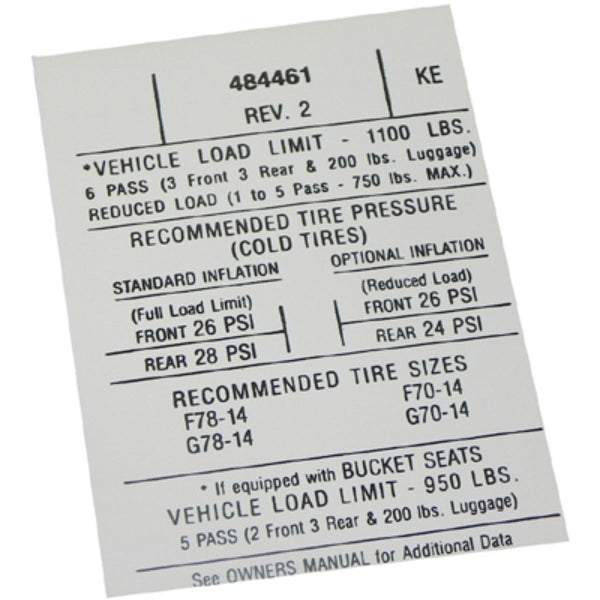 484461
KE
REV. 2
*VEHICLE LOAD LIMIT - 1100 LBS.
6 PASS (3 Front 3 Rear & 200 lbs. Luggage)
REDUCED LOAD (1 to 5 Pass - 750 lbs. MAX.)
RECOMMENDED TIRE PRESSURE
(COLD TIRES)
STANDARD INFLATION
(Full Load Limit)
FRONT 26 PSI
REAR 28 PSI
OPTIONAL INFLATION
(Reduced Load)
FRONT 26 PSI
REAR 24 PSI
RECOMMENDED TIRE SIZES
F78-14 F70-14
G78-14 G70-14
* If equipped with BUCKET SEATS
VEHICLE LOAD LIMIT - 950 LBS.
5 PASS (2 Front 3 Rear & 200 lbs. Luggage)
See OWNERS MANUAL for Additional Data